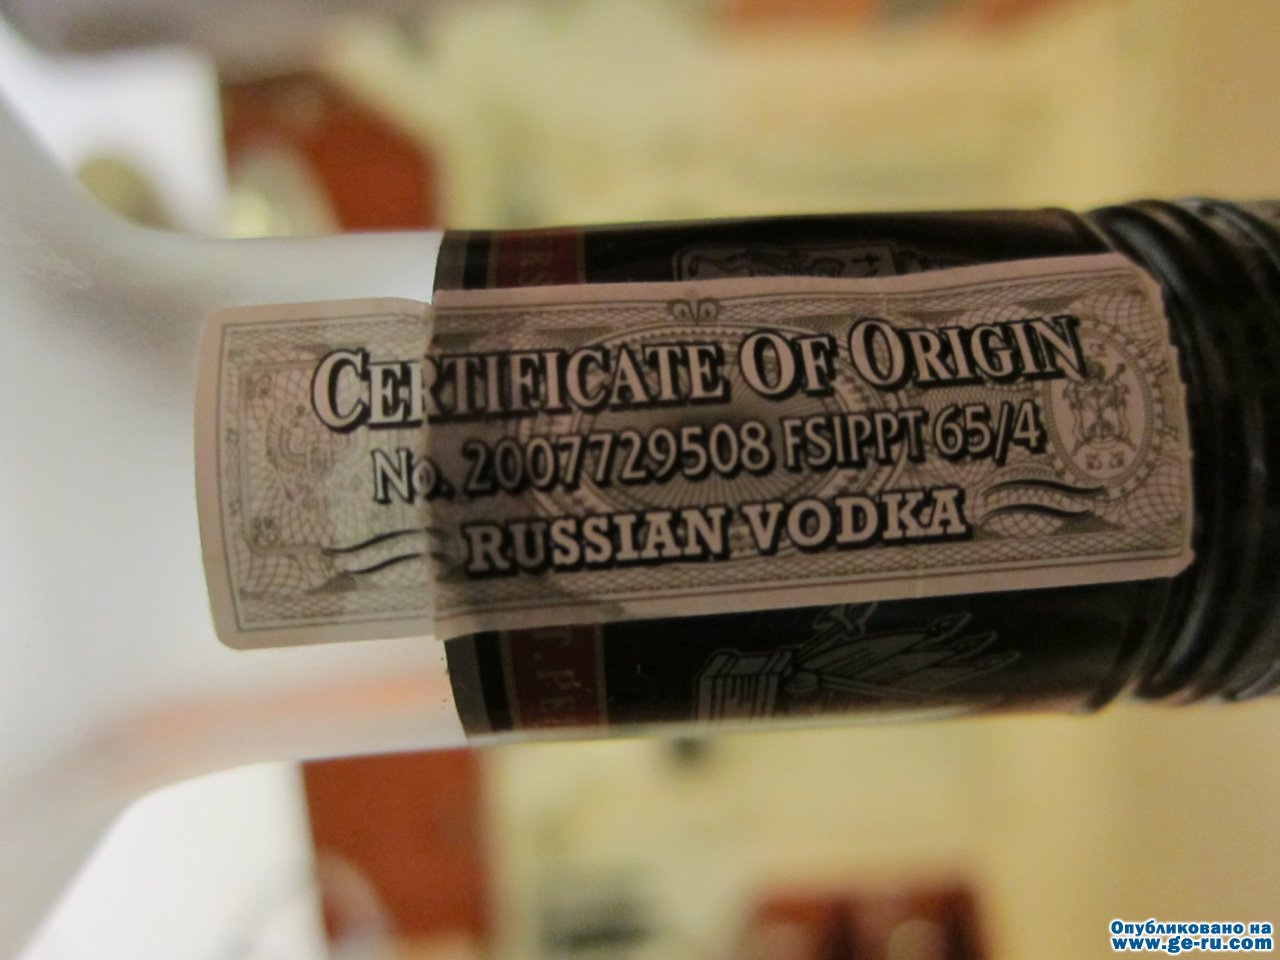 CERTIFICATE OF ORIGIN
No. 2007729508 FSIPPT 65/4
RUSSIAN VODKA
Опубликовано на
www.ge-ru.com